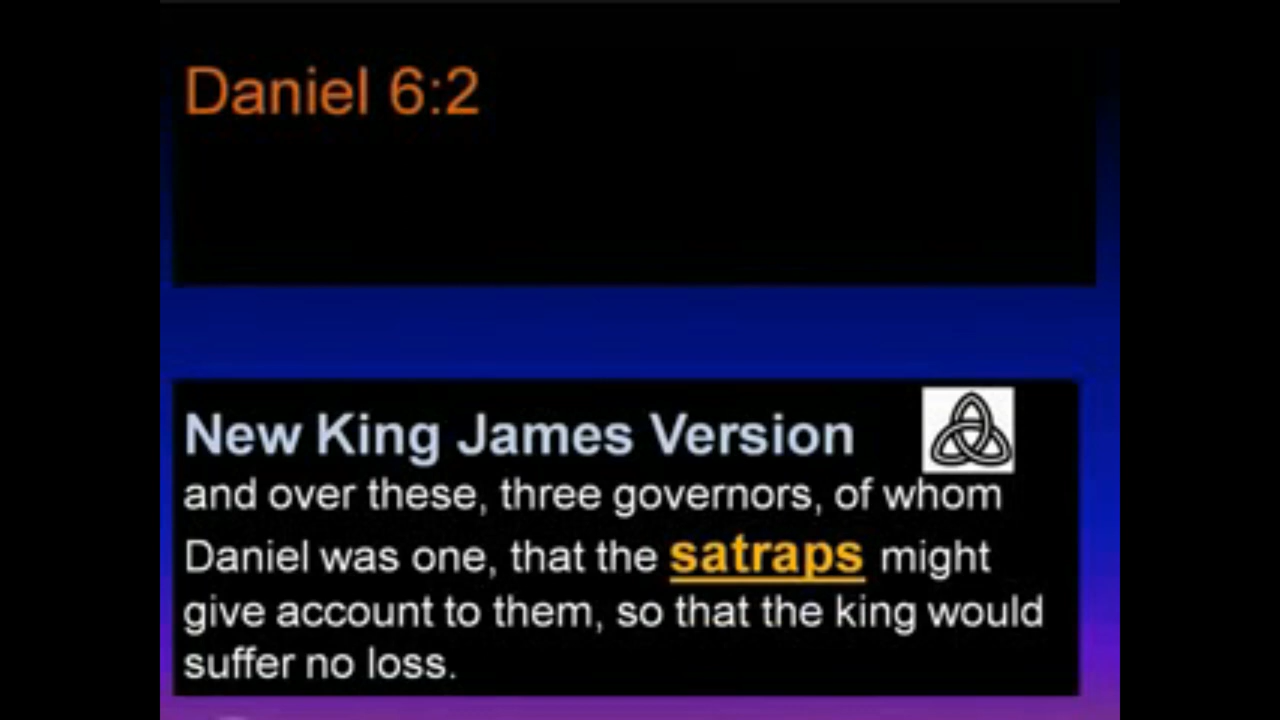 Daniel 6:2
New King James Version
and over these, three governors, of whom
Daniel was one, that the satraps might
give account to them, so that the king would
suffer no loss.